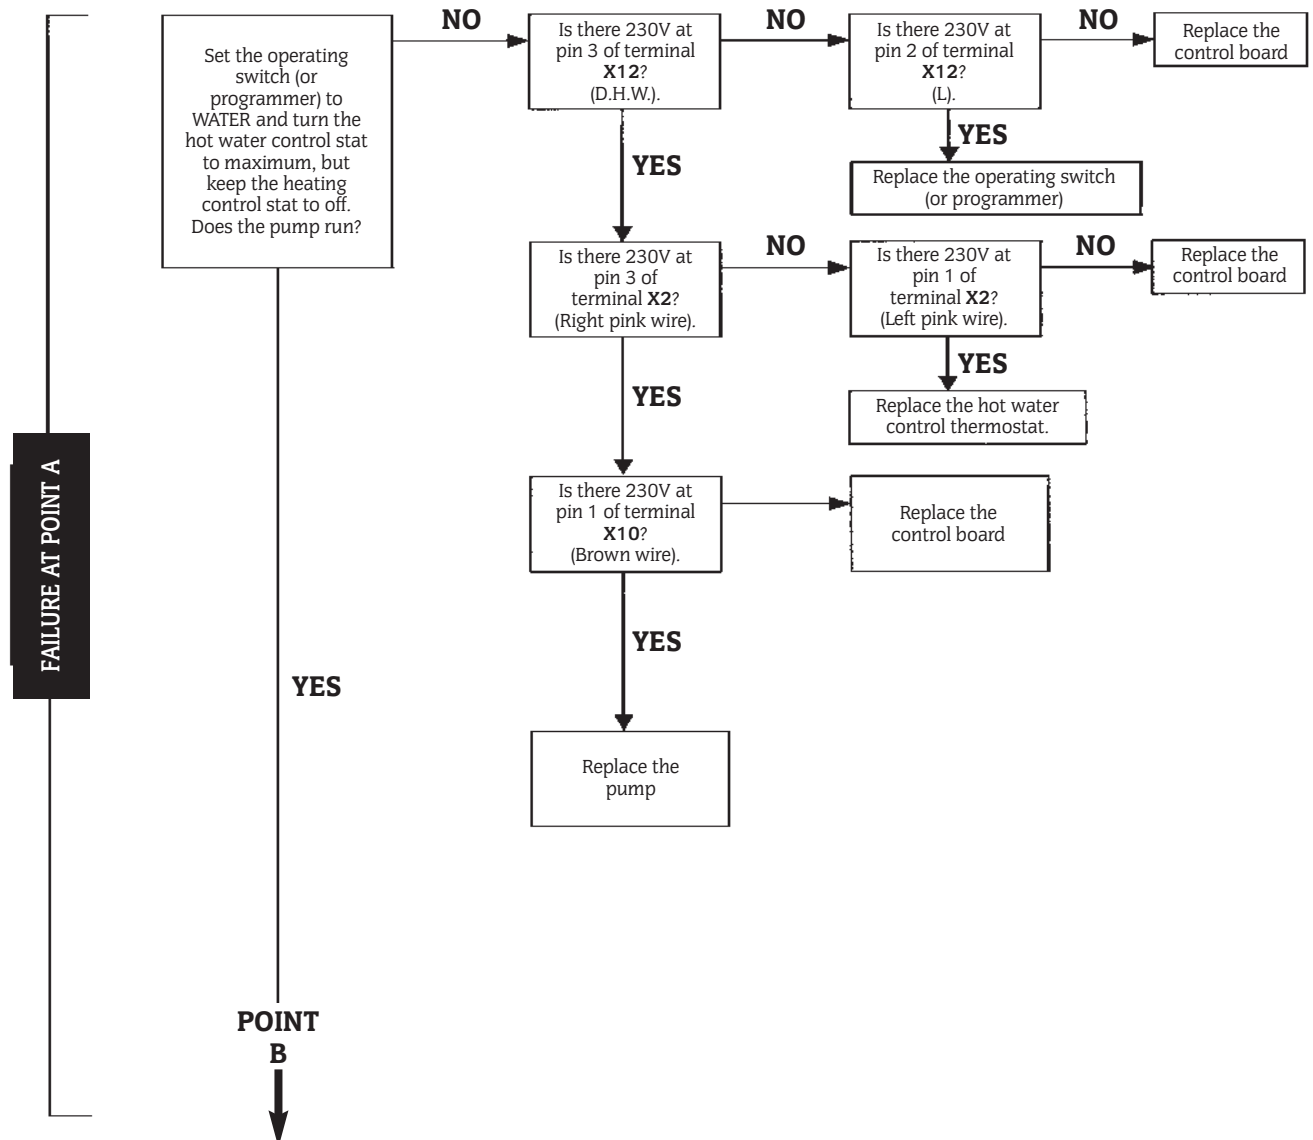 FAILURE AT POINT A
Set the operating
switch (or
programmer) to
WATER and turn the
hot water control stat
to maximum, but
keep the heating
control stat to off.
Does the pump run?
NO
Is there 230V at
pin 3 of terminal
X12?
(D.H.W.).
NO
Is there 230V at
pin 2 of terminal
X12?
(L).
NO
Replace the
control board
YES
Replace the operating switch
(or programmer)
YES
Is there 230V at
pin 3 of
terminal X2?
(Right pink wire).
NO
Is there 230V at
pin 1 of
terminal X2?
(Left pink wire).
NO
Replace the
control board
YES
Replace the hot water
control thermostat.
YES
Is there 230V at
pin 1 of terminal
X10?
(Brown wire).
Replace the
control board
YES
Replace the
pump
YES
POINT
B